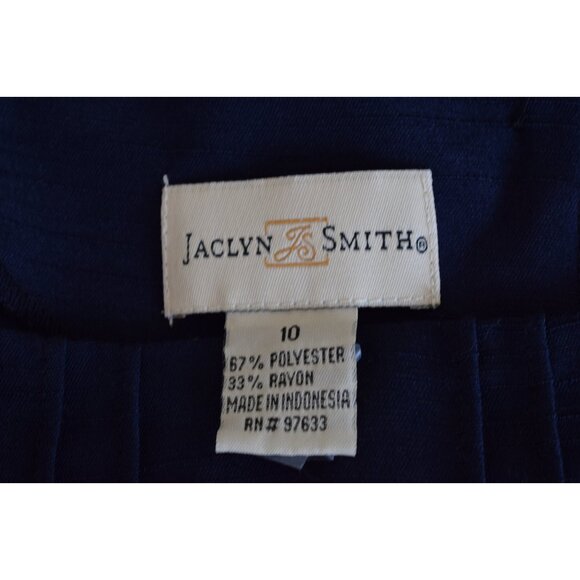 JACLYN JS SMITH®
10
67% POLYESTER
33% RAYON
MADE IN INDONESIA
RN# 97633